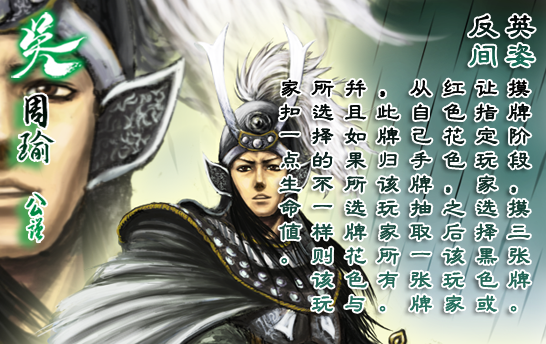 英姿
反间
摸牌阶段，摸三张牌。
让指定玩家选择黑色或
红色花色，之后该玩家
从自己手牌抽取一张牌
，此牌归该玩家所有。
并且如果所选牌花色与
所选择的不一样则该玩
家扣一点生命值。
吴
周瑜
公谨